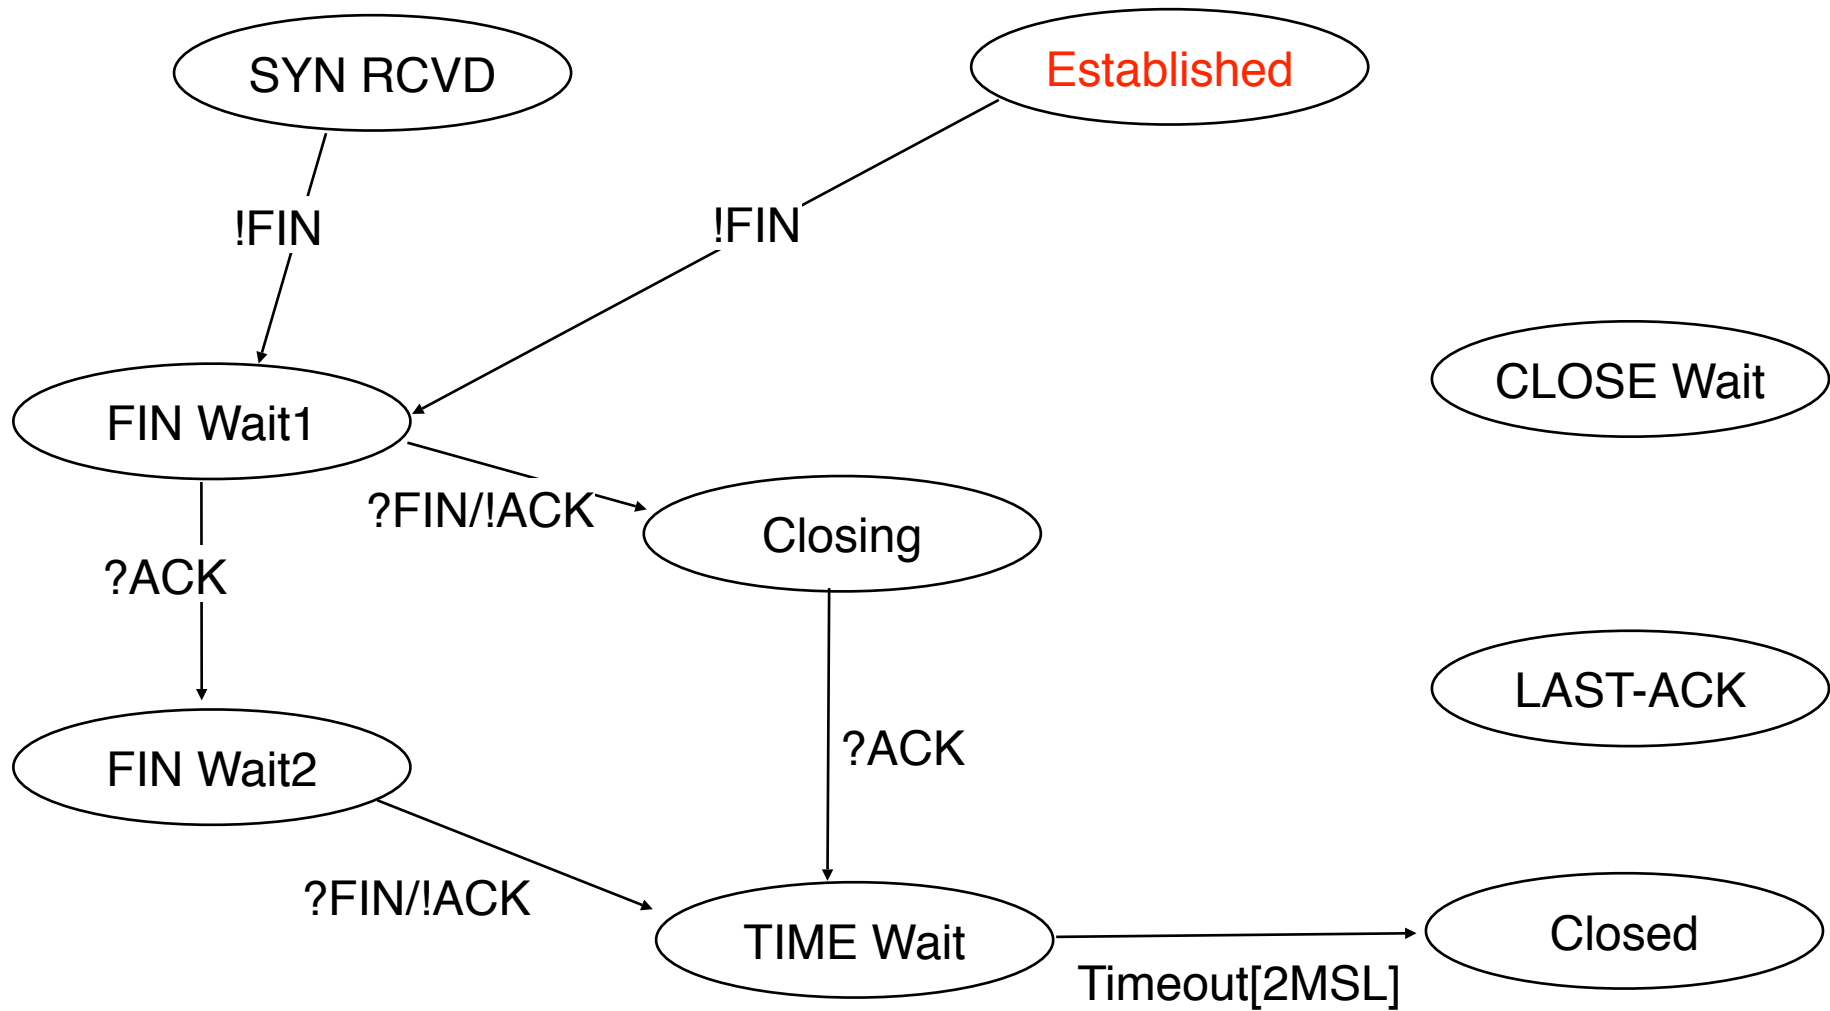 SYN RCVD
Established
!FIN
!FIN
CLOSE Wait
FIN Wait1
?FIN/!ACK
Closing
?ACK
LAST-ACK
?ACK
FIN Wait2
?FIN/!ACK
TIME Wait
Closed
Timeout[2MSL]